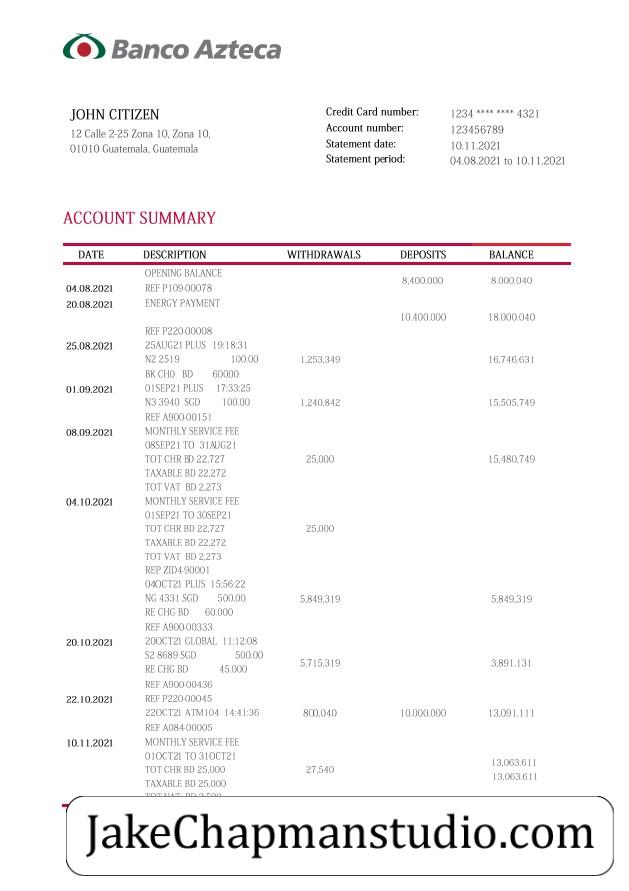 Banco Azteca
JOHN CITIZEN
12 Calle 2-25 Zona 10, Zona 10,
01010 Guatemala, Guatemala
Credit Card number: 1234 **** **** 4321
Account number: 123456789
Statement date: 10.11.2021
Statement period: 04.08.2021 to 10.11.2021
ACCOUNT SUMMARY
DATE DESCRIPTION WITHDRAWALS DEPOSITS BALANCE
OPENING BALANCE
8,400.000 8.000.040
04.08.2021 REF P109-00078
20.08.2021 ENERGY PAYMENT
10.400.000 18.000.040
REF P220-00008
25.08.2021 25AUG21 PLUS 19:18:31
N2 2519 100.00 1,253,349 16,746.631
BK CH0 BD 60000
01.09.2021 01SEP21 PLUS 17:33:25
N3 3940 SGD 100.00 1,240,842 15,505,749
REF A900-00151
08.09.2021 MONTHLY SERVICE FEE
08SEP21 TO 31AUG21
TOT CHR BD 22,727 25,000 15,480,749
TAXABLE BD 22,272
TOT VAT BD 2,273
04.10.2021 MONTHLY SERVICE FEE
01SEP21 TO 30SEP21
TOT CHR BD 22,727 25,000
TAXABLE BD 22,272
TOT VAT BD 2,273
REP ZID4-90001
04OCT21 PLUS 15:56:22
NG 4331 SGD 500.00 5,849,319 5,849,319
RE CHG BD 60.000
REF A900-00333
20.10.2021 20OCT21 GLOBAL 11:12:08
S2 8689 SGD 500.00
5,715,319 3,891.131
RE CHG BD 45.000
REF A900-00436
22.10.2021 REF P220-00045
22OCT21 ATM104 14:41:36 800,040 10.000.000 13,091.111
REF A084-00005
10.11.2021 MONTHLY SERVICE FEE
01OCT21 TO 31OCT21
13,063.611
TOT CHR BD 25,000 27,540
13,063.611
TAXABLE BD 25,000
JakeChapmanstudio.com